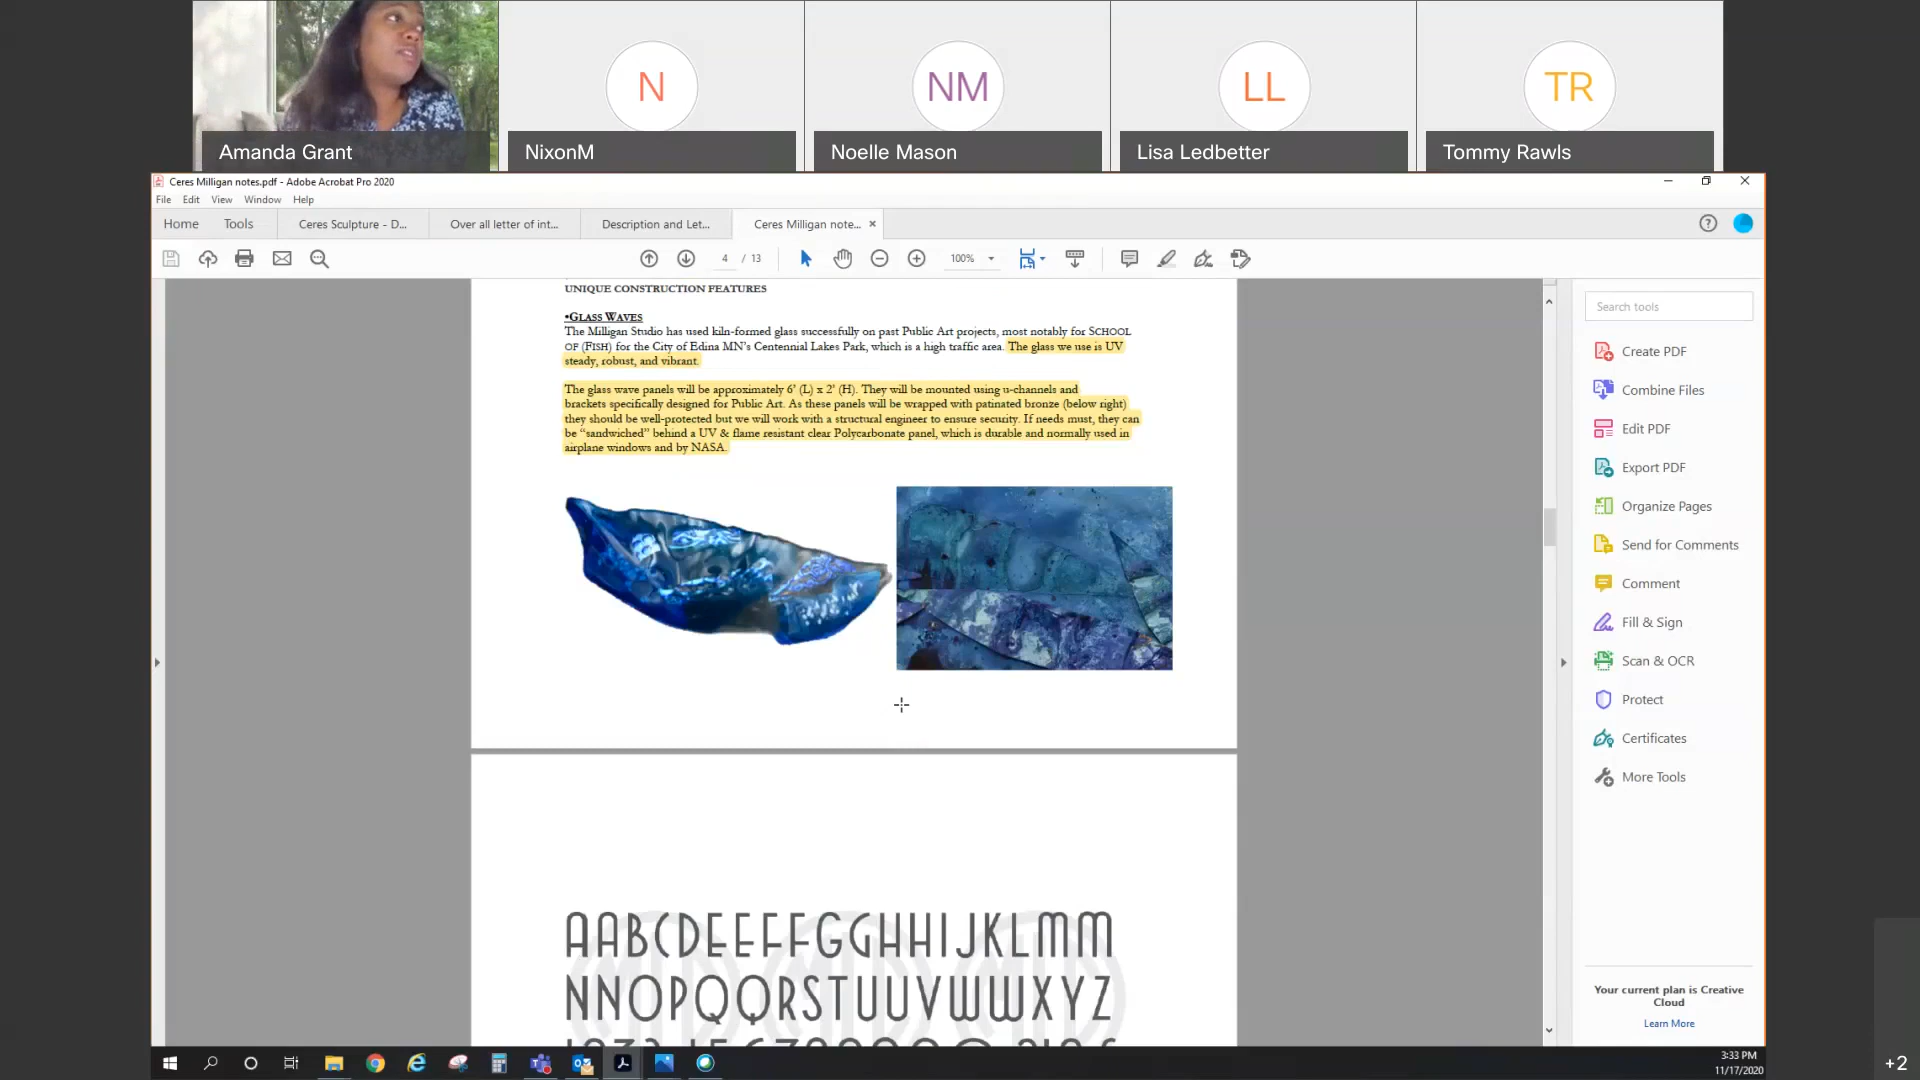 N
NM
LL
TR
Amanda Grant
NixonM
Noelle Mason
Lisa Ledbetter
Tommy Rawls
Ceres Milligan notes.pdf - Adobe Acrobat Pro 2020
File Edit View Window Help
Home Tools Ceres Sculpture - D... Over all letter of int... Description and Let... Ceres Milligan note... ×
4 / 13 100%
UNIQUE CONSTRUCTION FEATURES
•GLASS WAVES
The Milligan Studio has used kiln-formed glass successfully on past Public Art projects, most notably for SCHOOL
OF (FISH) for the City of Edina MN's Centennial Lakes Park, which is a high traffic area. The glass we use is UV
steady, robust, and vibrant.
The glass wave panels will be approximately 6' (L) x 2' (H). They will be mounted using u-channels and
brackets specifically designed for Public Art. As these panels will be wrapped with patinated bronze (below right)
they should be well-protected but we will work with a structural engineer to ensure security. If needs must, they can
be "sandwiched" behind a UV & flame resistant clear Polycarbonate panel, which is durable and normally used in
airplane windows and by NASA.
AABCDEEFFGGHHIJKLMM
NNOPQQRSTUUVWWXYZ
Search tools
Create PDF
Combine Files
Edit PDF
Export PDF
Organize Pages
Send for Comments
Comment
Fill & Sign
Scan & OCR
Protect
Certificates
More Tools
Your current plan is Creative
Cloud
Learn More
3:33 PM
11/17/2020
+2